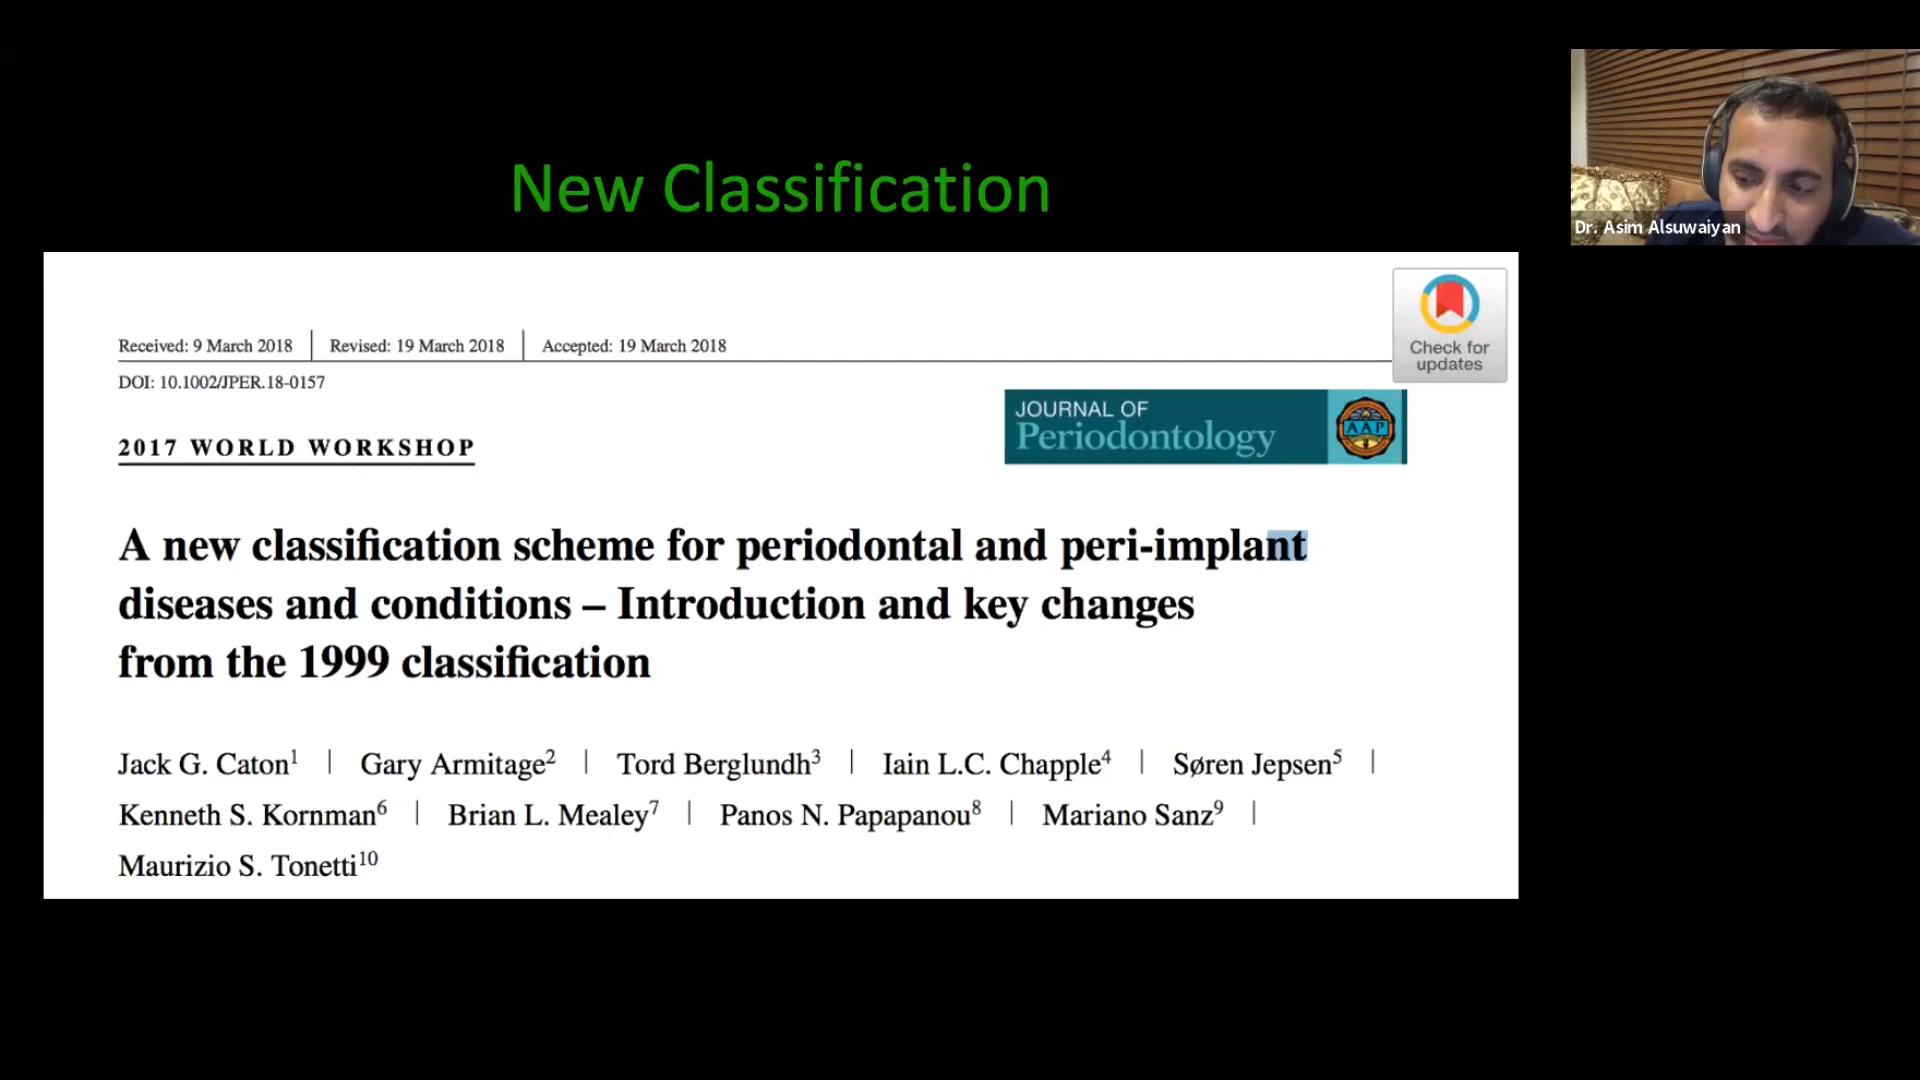 New Classification
Dr. Asim Alsuwaiyan
Received: 9 March 2018 | Revised: 19 March 2018 | Accepted: 19 March 2018
Check for
updates
DOI: 10.1002/JPER.18-0157
JOURNAL OF
Periodontology
AAP
2017 WORLD WORKSHOP
A new classification scheme for periodontal and peri-implant
diseases and conditions – Introduction and key changes
from the 1999 classification
Jack G. Caton1 | Gary Armitage2 | Tord Berglundh3 | Iain L.C. Chapple4 | Søren Jepsen5 |
Kenneth S. Kornman6 | Brian L. Mealey7 | Panos N. Papapanou8 | Mariano Sanz9 |
Maurizio S. Tonetti10